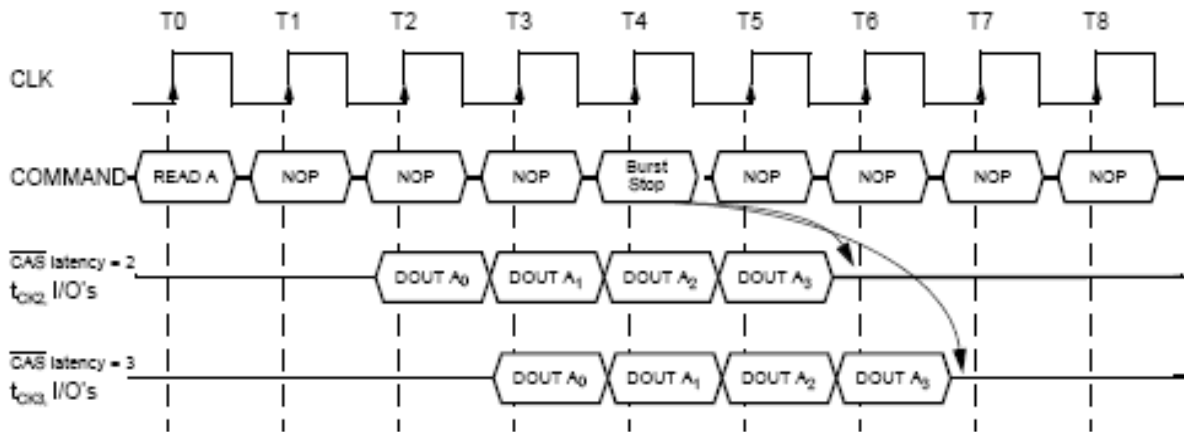 T0 T1 T2 T3 T4 T5 T6 T7 T8
CLK
COMMAND READ A NOP NOP NOP Burst Stop NOP NOP NOP NOP
CAS latency = 2
tCK2, I/O's DOUT A0 DOUT A1 DOUT A2 DOUT A3
CAS latency = 3
tCK3, I/O's DOUT A0 DOUT A1 DOUT A2 DOUT A3